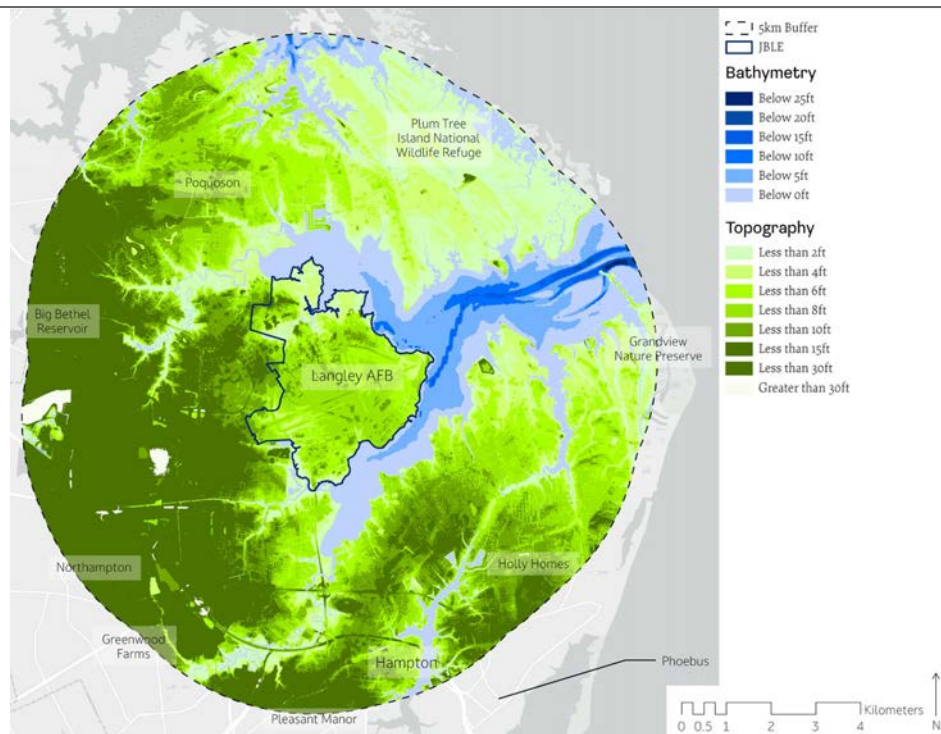 5km Buffer
JBLE
Bathymetry
Below 25ft
Below 20ft
Below 15ft
Below 10ft
Below 5ft
Below 0ft
Topography
Less than 2ft
Less than 4ft
Less than 6ft
Less than 8ft
Less than 10ft
Less than 15ft
Less than 30ft
Greater than 30ft
Plum Tree
Island National
Wildlife Refuge
Poquoson
Big Bethel
Reservoir
Grandview
Nature Preserve
Langley AFB
Northampton
Holly Homes
Greenwood
Farms
Hampton
Phoebus
Pleasant Manor
Kilometers
0 0.5 1 2 3 4
N